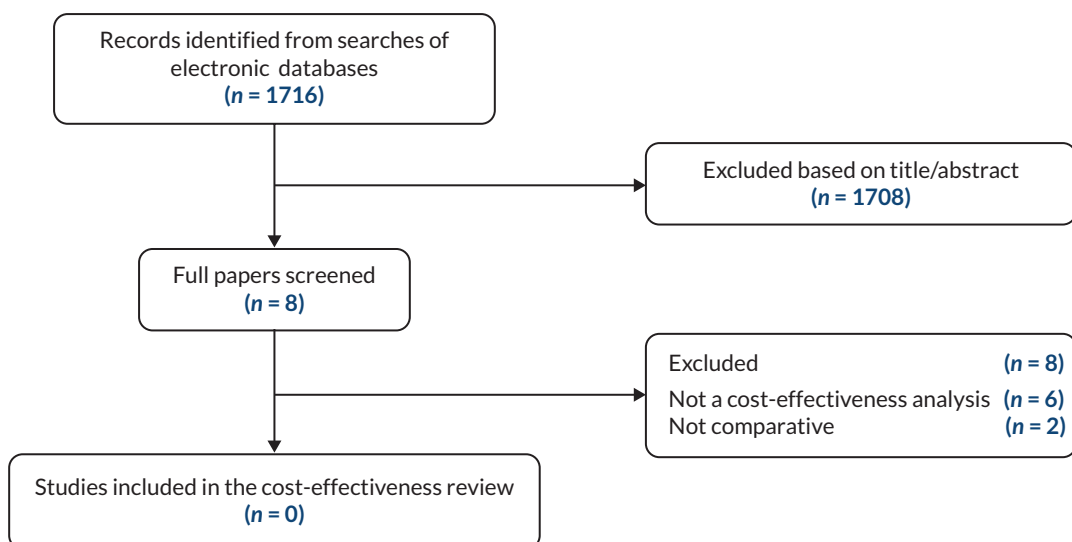 Records identified from searches of
electronic databases
(n = 1716)
Excluded based on title/abstract
(n = 1708)
Full papers screened
(n = 8)
Excluded (n = 8)
Not a cost-effectiveness analysis (n = 6)
Not comparative (n = 2)
Studies included in the cost-effectiveness review
(n = 0)